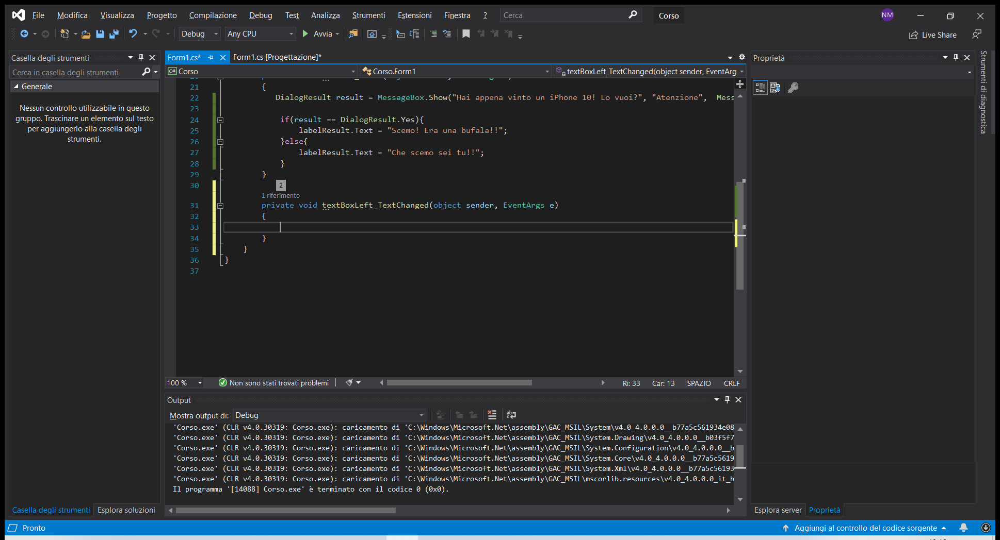 File Modifica Visualizza Progetto Compilazione Debug Test Analizza Strumenti Estensioni Finestra ? Cerca Corso NM
Debug Any CPU Avvia Live Share
Casella degli strumenti
Cerca in casella degli strumenti
Generale
Nessun controllo utilizzabile in questo
gruppo. Trascinare un elemento sul testo
per aggiungerlo alla casella degli
strumenti.
Casella degli strumenti Esplora soluzioni
Form1.cs* Form1.cs [Progettazione]*
C# Corso Corso.Form1 textBoxLeft_TextChanged(object sender, EventArg
21 {
22 DialogResult result = MessageBox.Show("Hai appena vinto un iPhone 10! Lo vuoi?", "Atenzione", Mess
23
24 if(result == DialogResult.Yes){
25 labelResult.Text = "Scemo! Era una bufala!!";
26 }else{
27 labelResult.Text = "Che scemo sei tu!!";
28 }
29 }
30 2
1 riferimento
31 private void textBoxLeft_TextChanged(object sender, EventArgs e)
32 {
33
34 }
35 }
36 }
37
100 % Non sono stati trovati problemi Ri: 33 Car: 13 SPAZIO CRLF
Output
Mostra output di: Debug
'Corso.exe' (CLR v4.0.30319: Corso.exe): caricamento di 'C:\Windows\Microsoft.Net\assembly\GAC_MSIL\System\v4.0_4.0.0.0__b77a5c561934e08
'Corso.exe' (CLR v4.0.30319: Corso.exe): caricamento di 'C:\Windows\Microsoft.Net\assembly\GAC_MSIL\System.Drawing\v4.0_4.0.0.0__b03f5f7
'Corso.exe' (CLR v4.0.30319: Corso.exe): caricamento di 'C:\Windows\Microsoft.Net\assembly\GAC_MSIL\System.Configuration\v4.0_4.0.0.0__b
'Corso.exe' (CLR v4.0.30319: Corso.exe): caricamento di 'C:\Windows\Microsoft.Net\assembly\GAC_MSIL\System.Core\v4.0_4.0.0.0__b77a5c5619
'Corso.exe' (CLR v4.0.30319: Corso.exe): caricamento di 'C:\Windows\Microsoft.Net\assembly\GAC_MSIL\System.Xml\v4.0_4.0.0.0__b77a5c56193
'Corso.exe' (CLR v4.0.30319: Corso.exe): caricamento di 'C:\Windows\Microsoft.Net\assembly\GAC_MSIL\mscorlib.resources\v4.0_4.0.0.0_it_b
Il programma '[14088] Corso.exe' è terminato con il codice 0 (0x0).
Proprietà
Esplora server Proprietà
Strumenti di diagnostica
Pronto Aggiungi al controllo del codice sorgente